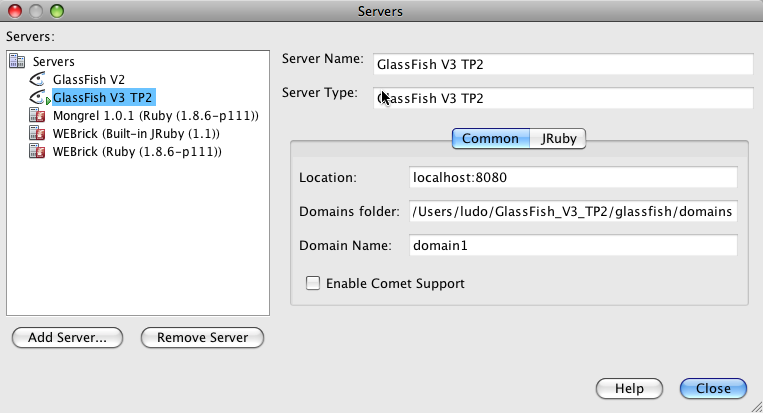 Servers
Servers:
Servers
GlassFish V2
GlassFish V3 TP2
Mongrel 1.0.1 (Ruby (1.8.6-p111))
WEBrick (Built-in JRuby (1.1))
WEBrick (Ruby (1.8.6-p111))
Add Server...
Remove Server
Server Name: GlassFish V3 TP2
Server Type: GlassFish V3 TP2
Common
JRuby
Location: localhost:8080
Domains folder: /Users/ludo/GlassFish_V3_TP2/glassfish/domains
Domain Name: domain1
Enable Comet Support
Help
Close